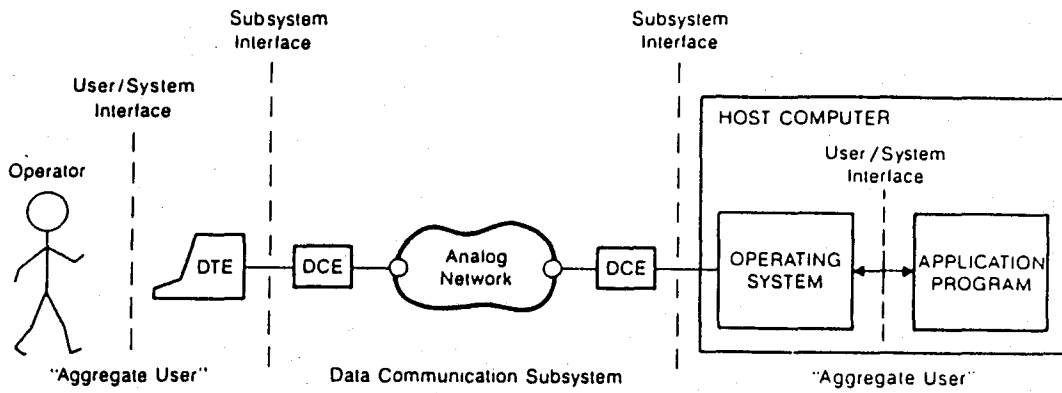 Subsystem
Interface
Subsystem
Interface
User/System
Interface
HOST COMPUTER
User/System
Interface
Operator
DTE
DCE
Analog
Network
DCE
OPERATING
SYSTEM
APPLICATION
PROGRAM
"Aggregate User"
Data Communication Subsystem
"Aggregate User"